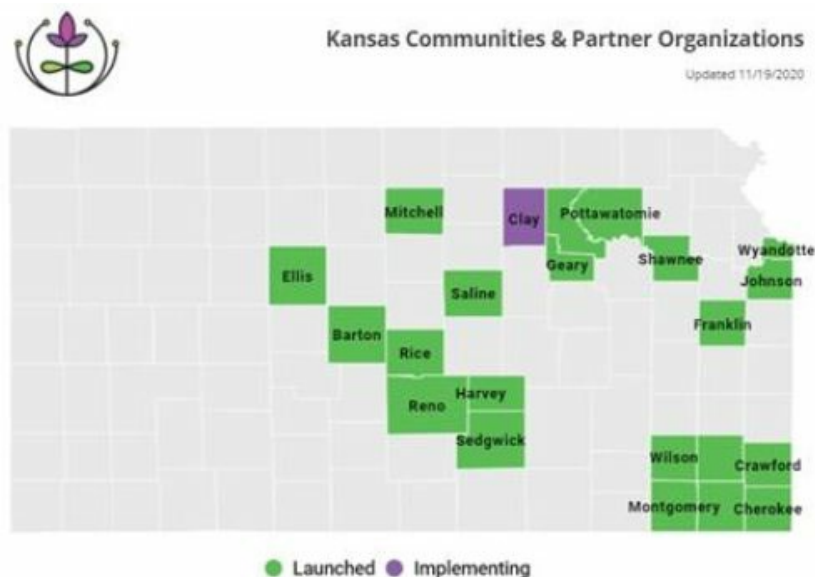 Kansas Communities & Partner Organizations
Updated 11/19/2020
Mitchell
Clay
Pottawatomie
Wyandotte
Shawnee
Geary
Johnson
Ellis
Saline
Franklin
Barton
Rice
Harvey
Reno
Sedgwick
Wilson
Crawford
Montgomery
Cherokee
Launched
Implementing